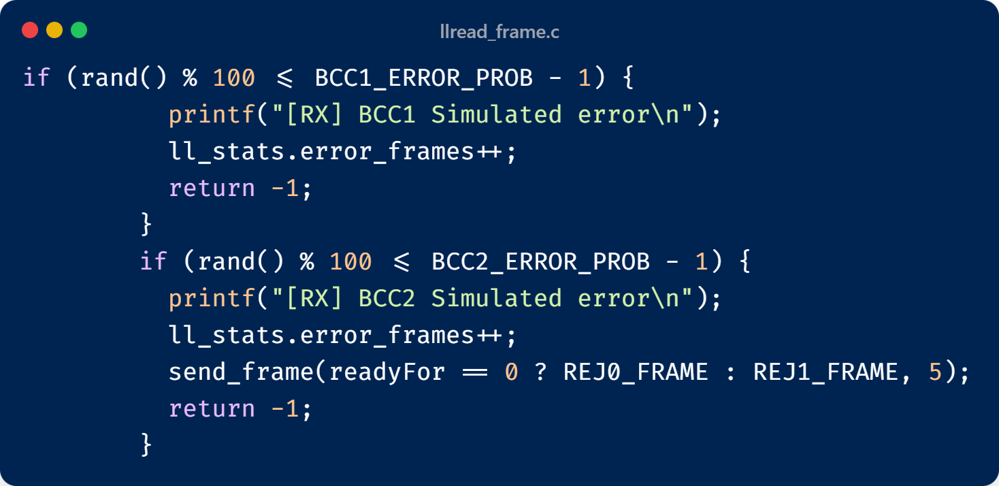 llread_frame.c
if (rand() % 100 <= BCC1_ERROR_PROB - 1) {
printf("[RX] BCC1 Simulated error\n");
ll_stats.error_frames++;
return -1;
}
if (rand() % 100 <= BCC2_ERROR_PROB - 1) {
printf("[RX] BCC2 Simulated error\n");
ll_stats.error_frames++;
send_frame(readyFor == 0 ? REJ0_FRAME : REJ1_FRAME, 5);
return -1;
}